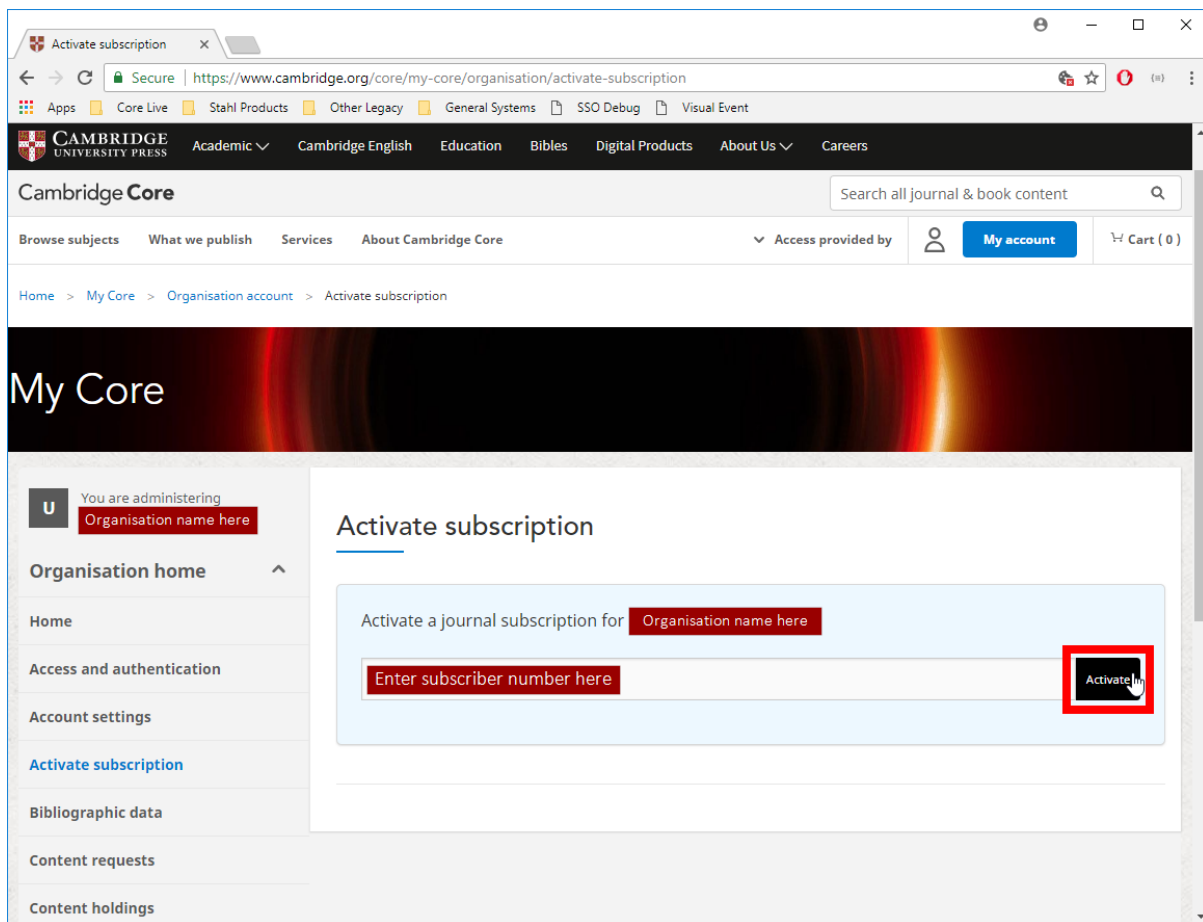 Activate subscription
Secure | https://www.cambridge.org/core/my-core/organisation/activate-subscription
Apps Core Live Stahl Products Other Legacy General Systems SSO Debug Visual Event
CAMBRIDGE
UNIVERSITY PRESS
Academic Cambridge English Education Bibles Digital Products About Us Careers
Cambridge Core
Search all journal & book content
Browse subjects What we publish Services About Cambridge Core Access provided by My account Cart ( 0 )
Home > My Core > Organisation account > Activate subscription
My Core
U
You are administering
Organisation name here
Organisation home
Home
Access and authentication
Account settings
Activate subscription
Bibliographic data
Content requests
Content holdings
Activate subscription
Activate a journal subscription for Organisation name here
Enter subscriber number here
Activate